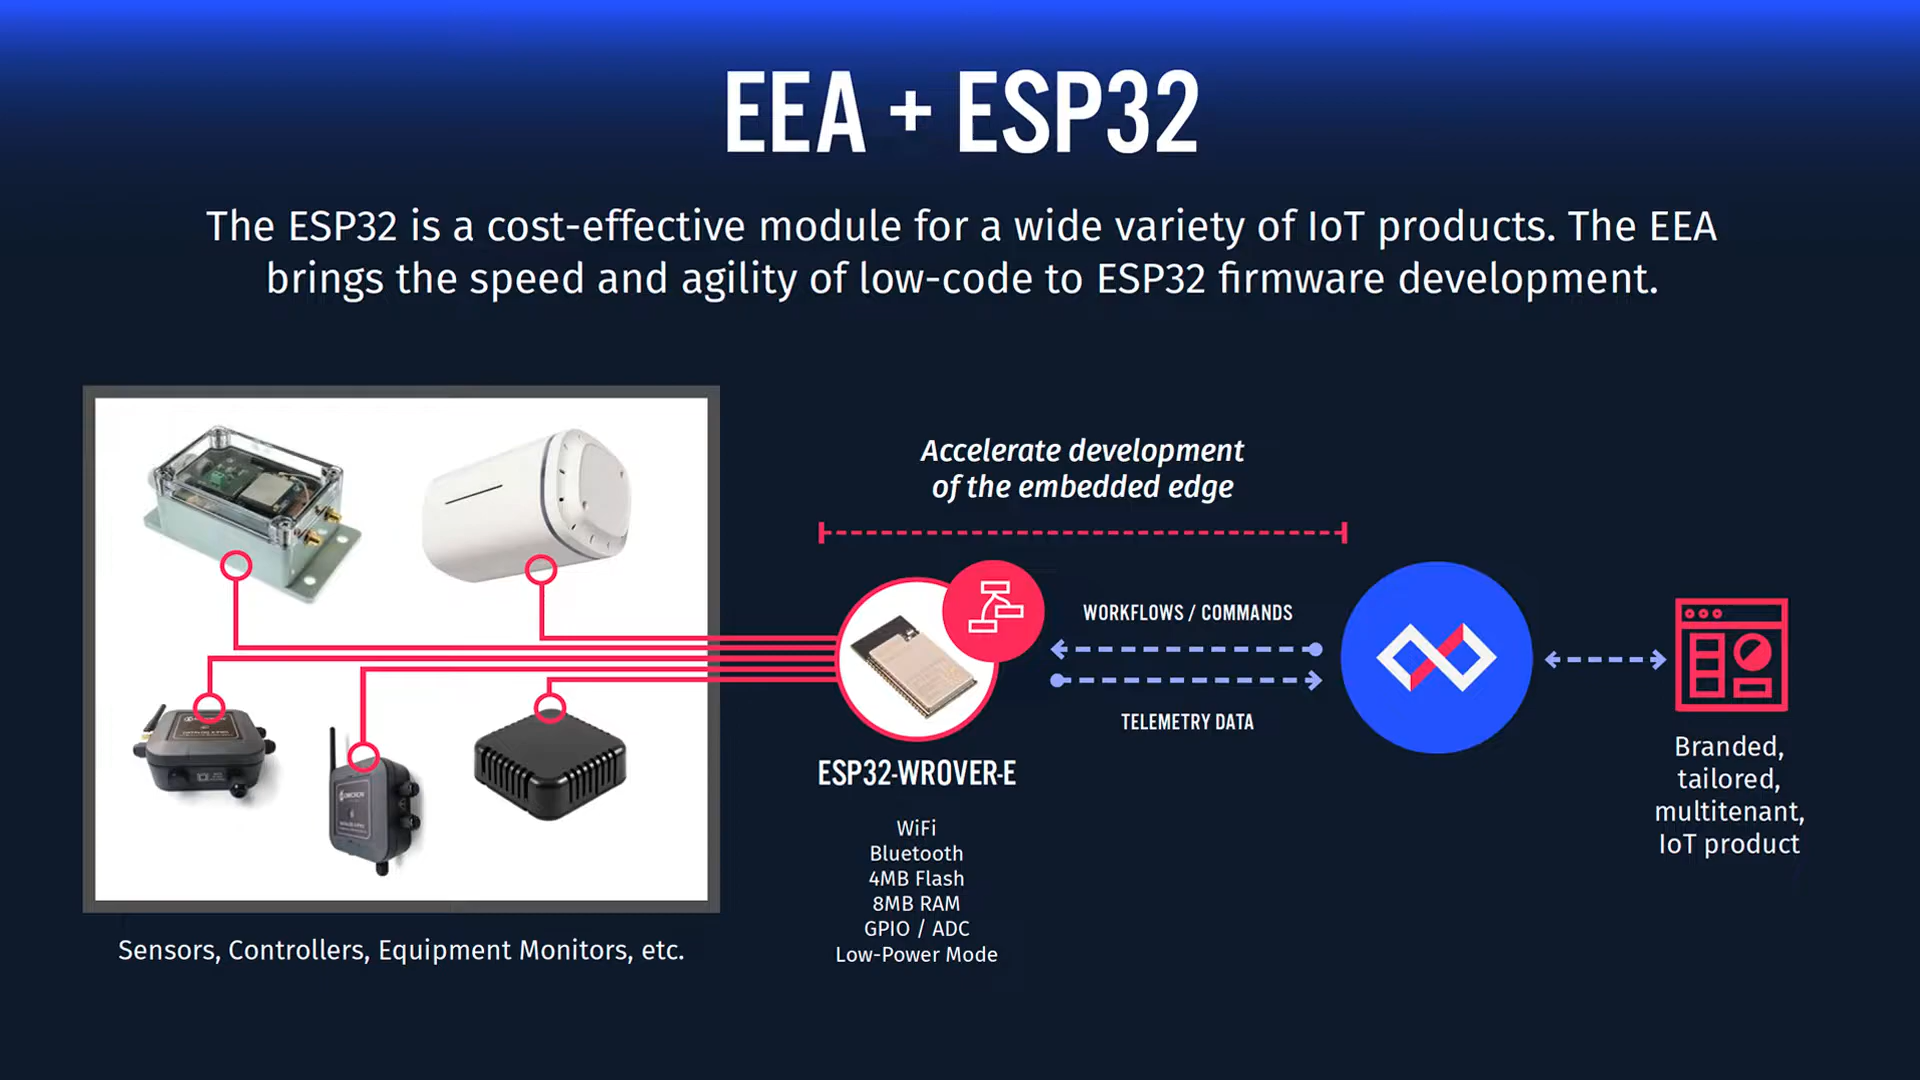 EEA + ESP32
The ESP32 is a cost-effective module for a wide variety of IoT products. The EEA
brings the speed and agility of low-code to ESP32 firmware development.
Accelerate development
of the embedded edge
WORKFLOWS / COMMANDS
TELEMETRY DATA
ESP32-WROVER-E
WiFi
Bluetooth
4MB Flash
8MB RAM
GPIO / ADC
Low-Power Mode
Branded,
tailored,
multitenant,
IoT product
Sensors, Controllers, Equipment Monitors, etc.